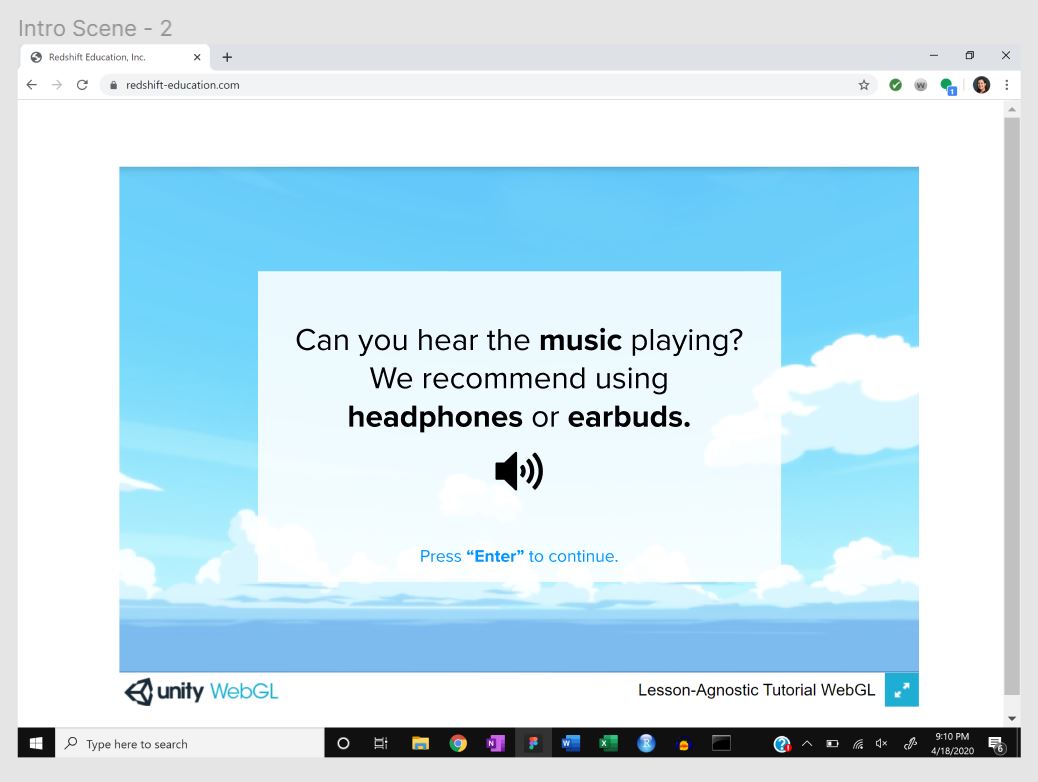 Intro Scene - 2
Redshift Education, Inc.
redshift-education.com
W
1
Can you hear the music playing?
We recommend using
headphones or earbuds.
Press “Enter” to continue.
unity WebGL
Lesson-Agnostic Tutorial WebGL
Type here to search
9:10 PM
4/18/2020
6